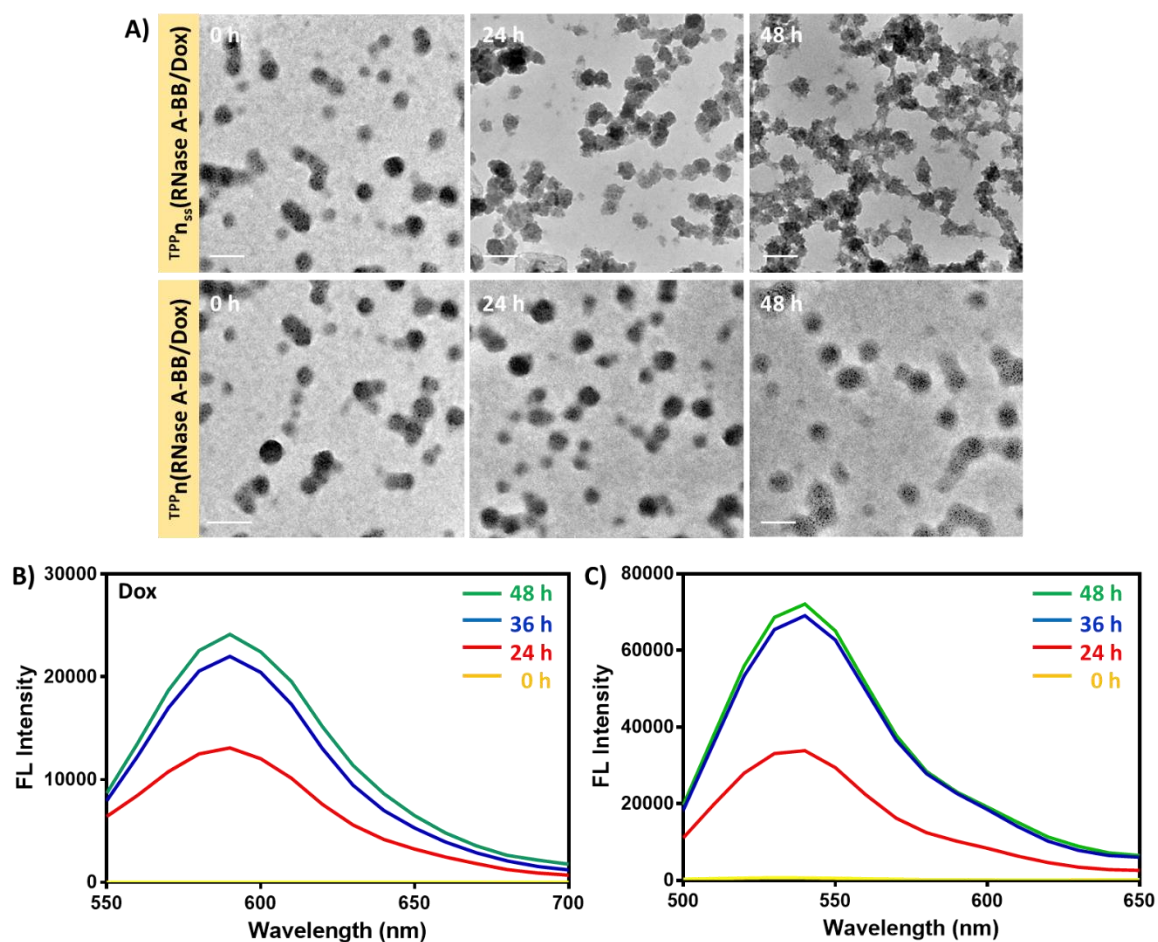 A)
TPPnss(RNase A-BB/Dox)
0 h
24 h
48 h
TPPn(RNase A-BB/Dox)
0 h
24 h
48 h
B)
Dox
48 h
36 h
24 h
0 h
30000
20000
10000
0
FL Intensity
550
600
650
700
Wavelength (nm)
C)
48 h
36 h
24 h
0 h
80000
60000
40000
20000
0
FL Intensity
500
550
600
650
Wavelength (nm)